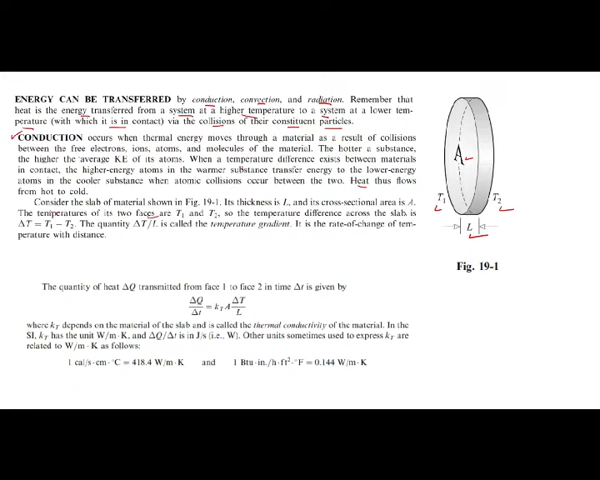 ENERGY CAN BE TRANSFERRED by conduction, convection, and radiation. Remember that
heat is the energy transferred from a system at a higher temperature to a system at a lower tem-
perature (with which it is in contact) via the collisions of their constituent particles.
CONDUCTION occurs when thermal energy moves through a material as a result of collisions
between the free electrons, ions, atoms, and molecules of the material. The hotter a substance,
the higher the average KE of its atoms. When a temperature difference exists between materials
in contact, the higher-energy atoms in the warmer substance transfer energy to the lower-energy
atoms in the cooler substance when atomic collisions occur between the two. Heat thus flows
from hot to cold.
Consider the slab of material shown in Fig. 19-1. Its thickness is L, and its cross-sectional area is A.
The temperatures of its two faces are T₁ and T₂, so the temperature difference across the slab is
ΔT = T₁ − T₂. The quantity ΔT/L is called the temperature gradient. It is the rate-of-change of tem-
perature with distance.
A
T₁
T₂
L
Fig. 19-1
The quantity of heat ΔQ transmitted from face 1 to face 2 in time Δt is given by
ΔQ/Δt = k_T A ΔT/L
where k_T depends on the material of the slab and is called the thermal conductivity of the material. In the
SI, k_T has the unit W/m·K, and ΔQ/Δt is in J/s (i.e., W). Other units sometimes used to express k_T are
related to W/m·K as follows:
1 cal/s·cm·°C = 418.4 W/m·K and 1 Btu·in./h·ft²·°F = 0.144 W/m·K